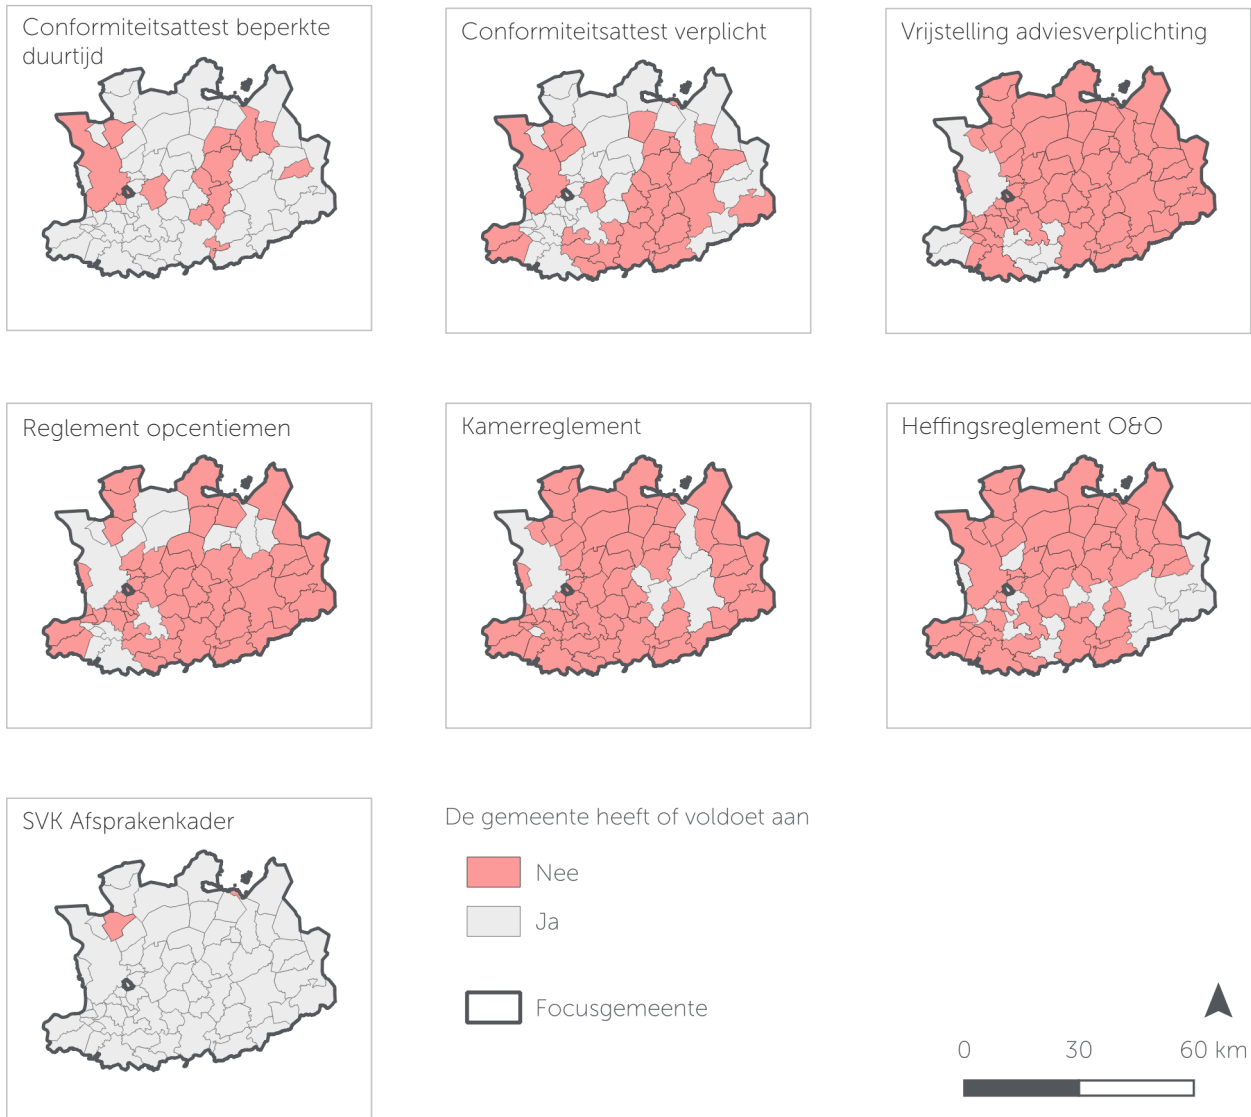 Conformiteitsattest beperkte
duurtijd
Conformiteitsattest verplicht
Vrijstelling adviesverplichting
Reglement opcentiemen
Kamerreglement
Heffingsreglement O&O
SVK Afsprakenkader
De gemeente heeft of voldoet aan
Nee
Ja
Focusgemeente
0 30 60 km